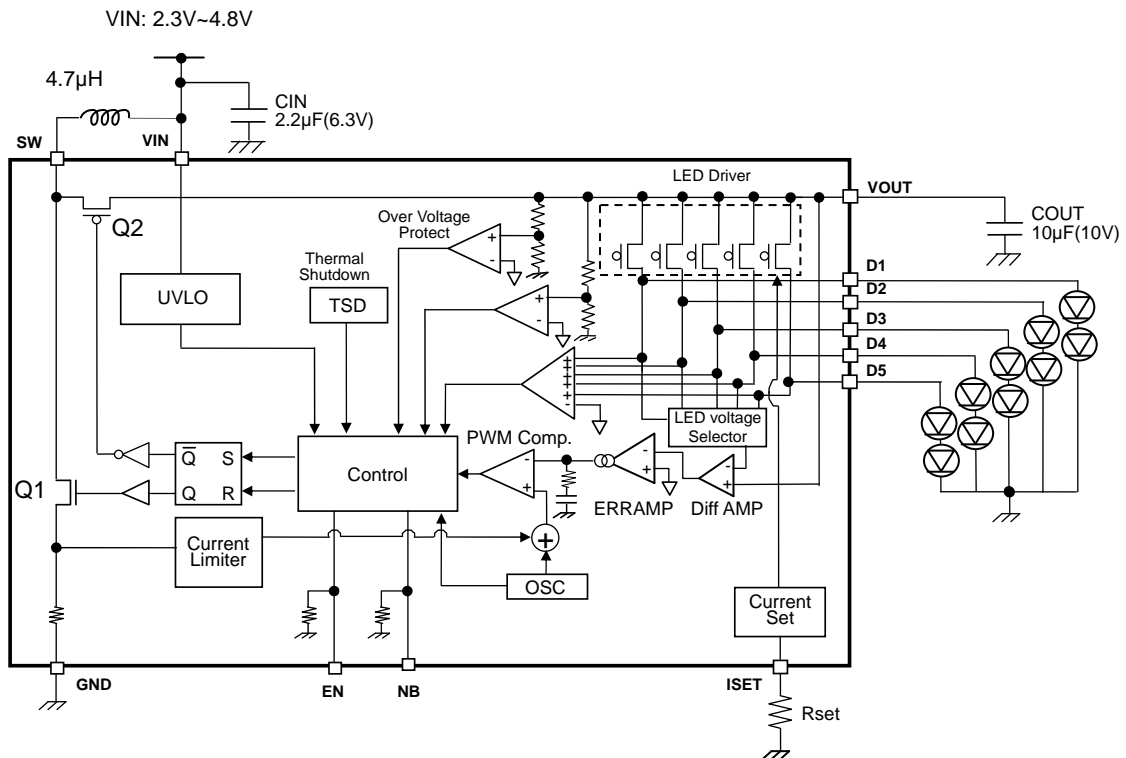 VIN: 2.3V~4.8V
4.7µH
CIN
2.2µF(6.3V)
SW
VIN
LED Driver
VOUT
COUT
10µF(10V)
Q2
Over Voltage
Protect
+
-
Thermal
Shutdown
TSD
UVLO
+
-
D1
D2
D3
D4
D5
+
+
+
+
+
-
LED voltage
Selector
PWM Comp.
-
+
-
+
-
+
ERRAMP
Diff AMP
Control
Q̅
S
Q
R
Q1
Current
Limiter
+
OSC
Current
Set
GND
EN
NB
ISET
Rset